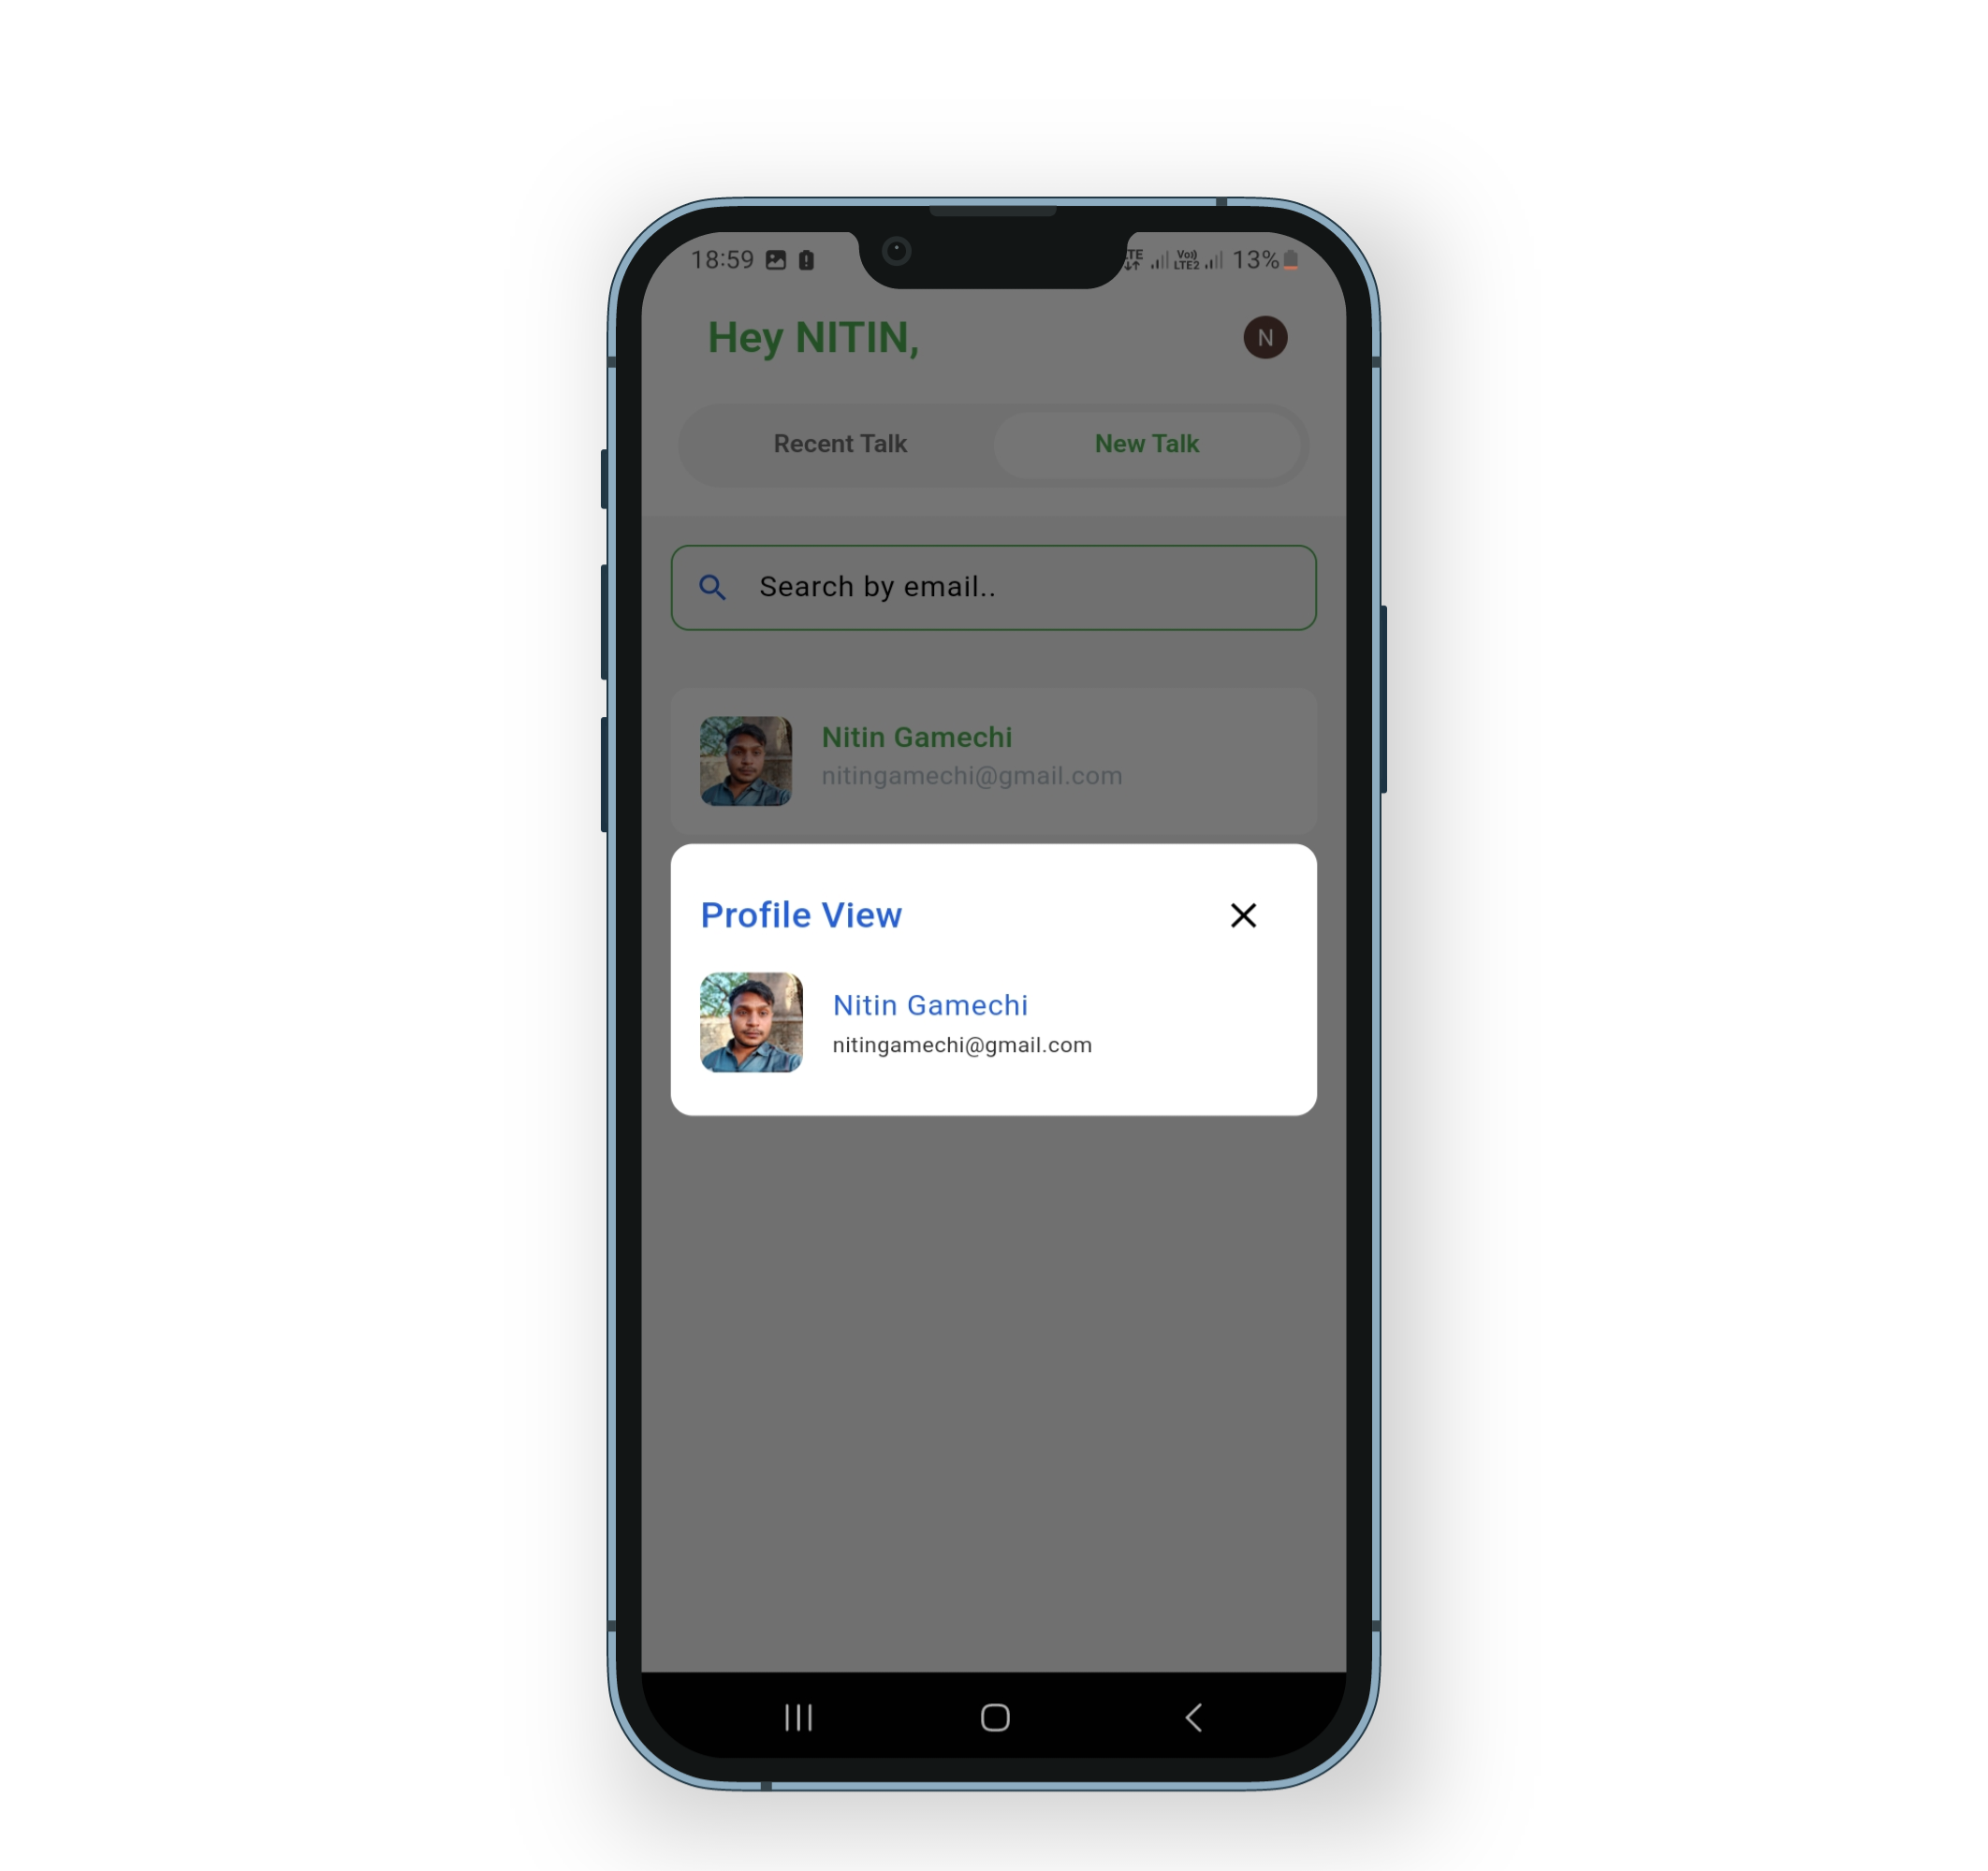 18:59 LTE Vo)) LTE2 13%
Hey NITIN,
N
Recent Talk New Talk
Search by email..
Nitin Gamechi
nitingamechi@gmail.com
Profile View
Nitin Gamechi
nitingamechi@gmail.com